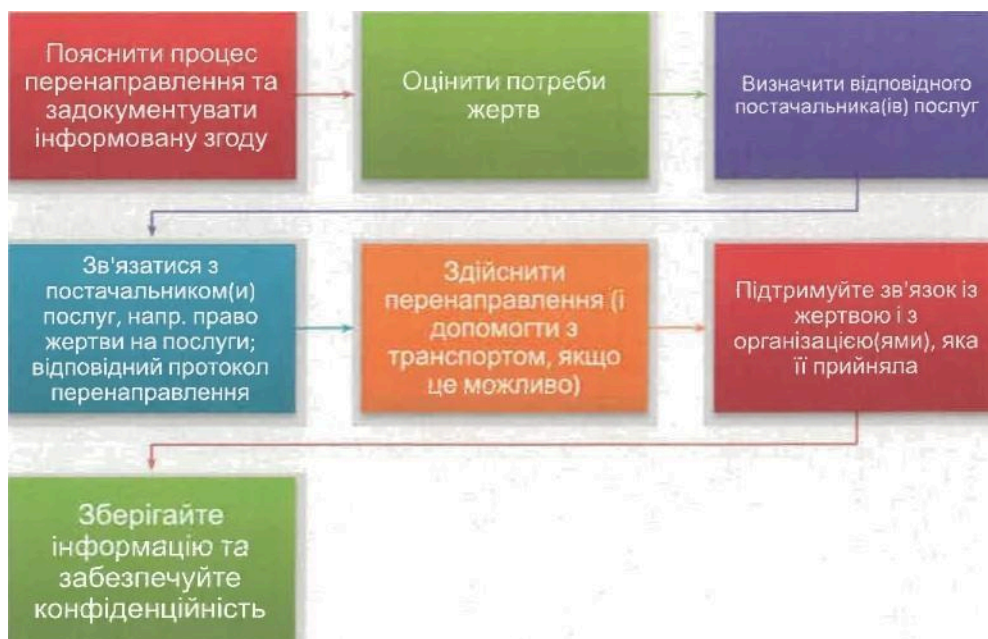 Пояснити процес
перенаправлення та
задокументувати
інформовану згоду
Оцінити потреби
жертв
Визначити відповідного
постачальника(ів) послуг
Зв'язатися з
постачальником(и)
послуг, напр. право
жертви на послуги;
відповідний протокол
перенаправлення
Здійснити
перенаправлення (і
допомогти з
транспортом, якщо
це можливо)
Підтримуйте зв'язок із
жертвою і з
організацією(ями), яка
її прийняла
Зберігайте
інформацію та
забезпечуйте
конфіденційність